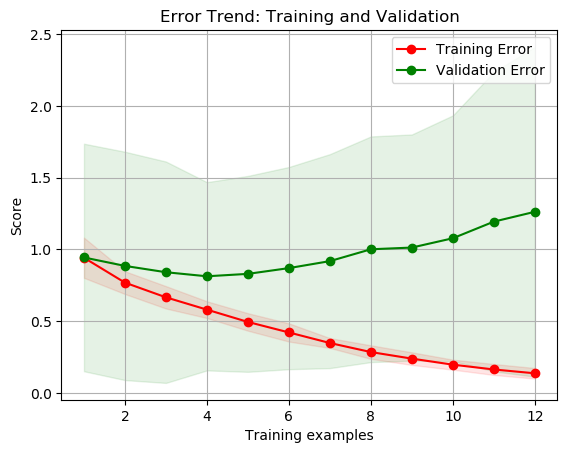 Error Trend: Training and Validation
Training Error
Validation Error
Score
2.5
2.0
1.5
1.0
0.5
0.0
2 4 6 8 10 12
Training examples